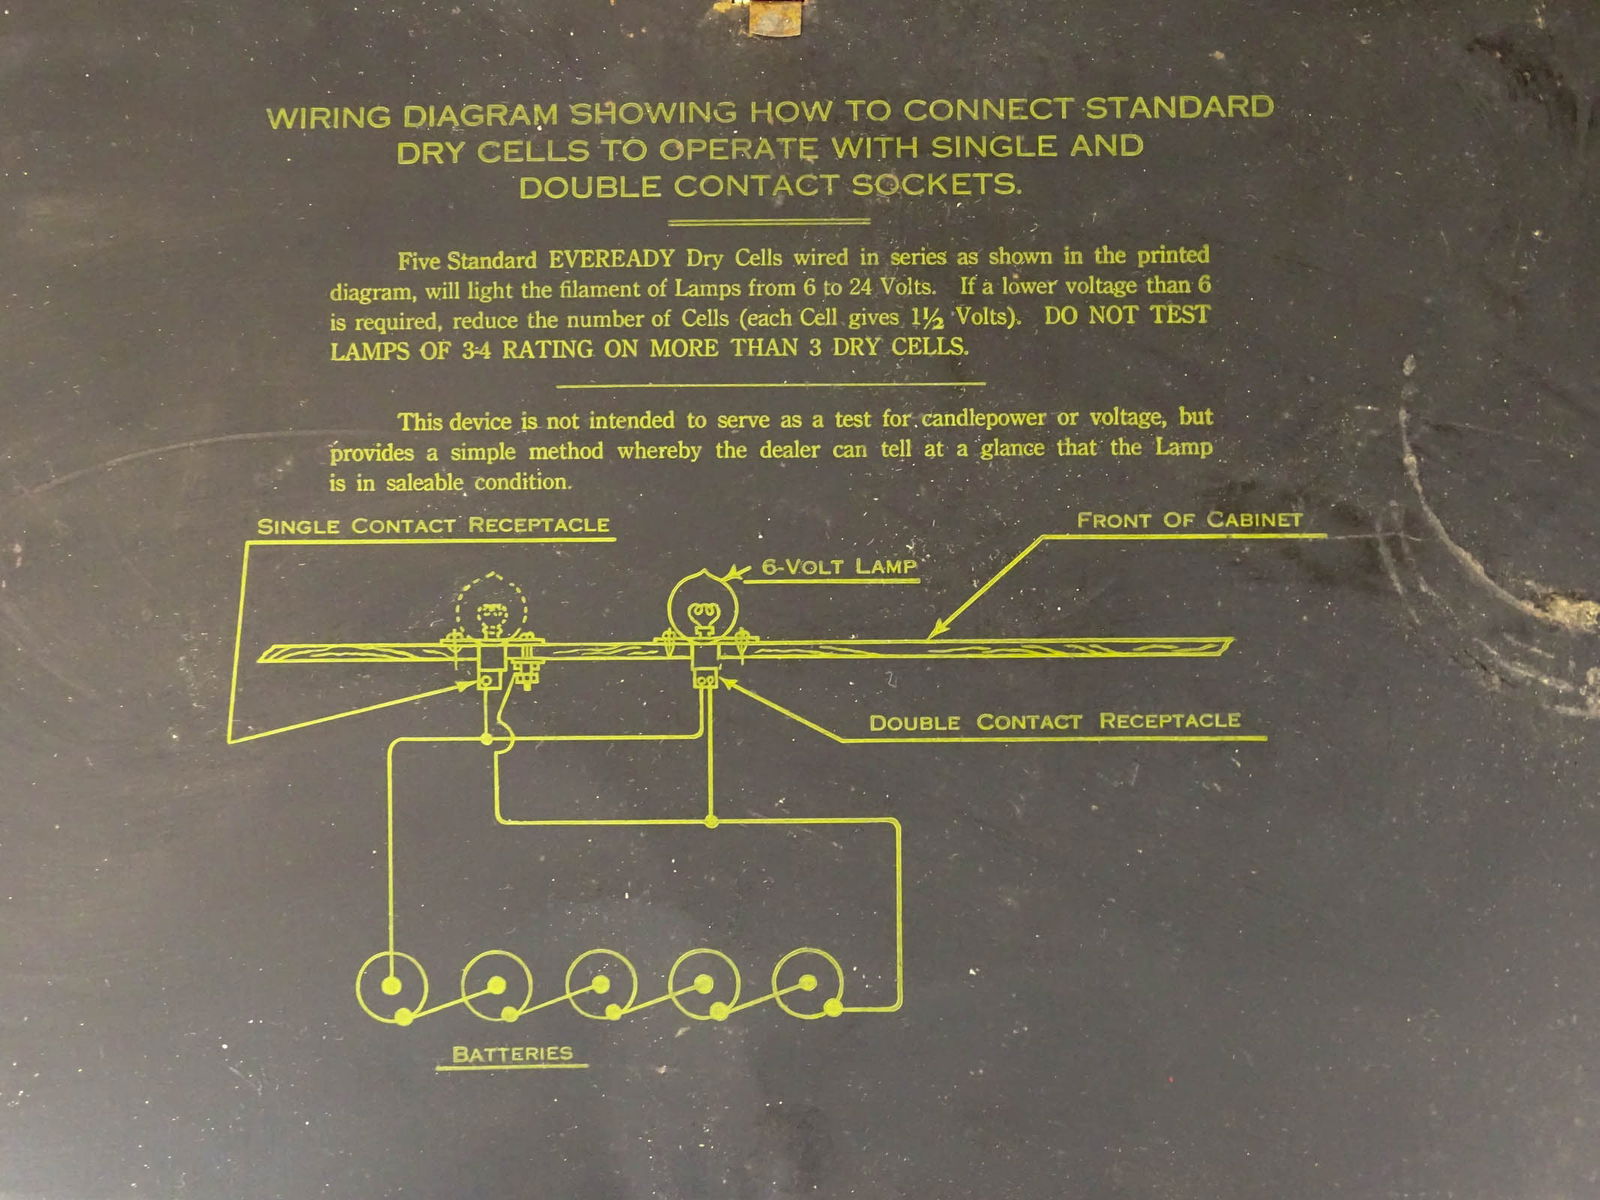 WIRING DIAGRAM SHOWING HOW TO CONNECT STANDARD
DRY CELLS TO OPERATE WITH SINGLE AND
DOUBLE CONTACT SOCKETS.
Five Standard EVEREADY Dry Cells wired in series as shown in the printed
diagram, will light the filament of Lamps from 6 to 24 Volts. If a lower voltage than 6
is required, reduce the number of Cells (each Cell gives 1½ Volts). DO NOT TEST
LAMPS OF 3-4 RATING ON MORE THAN 3 DRY CELLS.
This device is not intended to serve as a test for candlepower or voltage, but
provides a simple method whereby the dealer can tell at a glance that the Lamp
is in saleable condition.
SINGLE CONTACT RECEPTACLE
FRONT OF CABINET
6-VOLT LAMP
DOUBLE CONTACT RECEPTACLE
BATTERIES